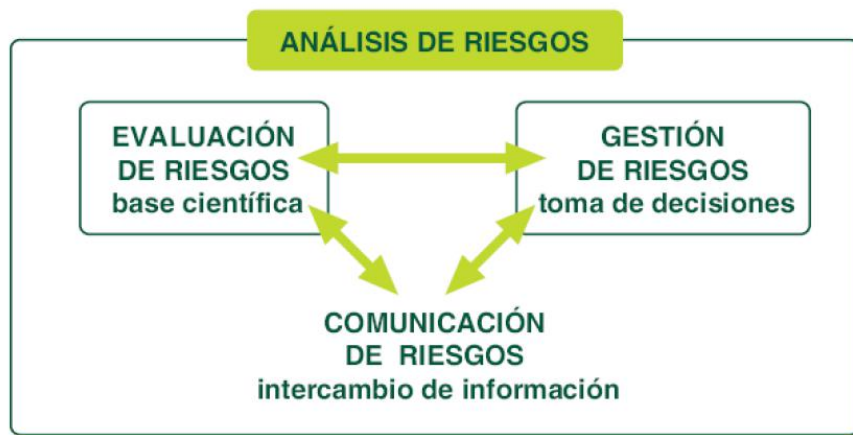 ANÁLISIS DE RIESGOS
EVALUACIÓN
DE RIESGOS
base científica
GESTIÓN
DE RIESGOS
toma de decisiones
COMUNICACIÓN
DE RIESGOS
intercambio de información